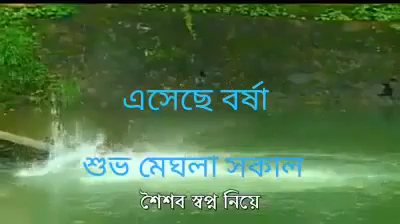 এসেছে বর্ষা
শুভ মেঘলা সকাল
শৈশব স্বপ্ন নিয়ে